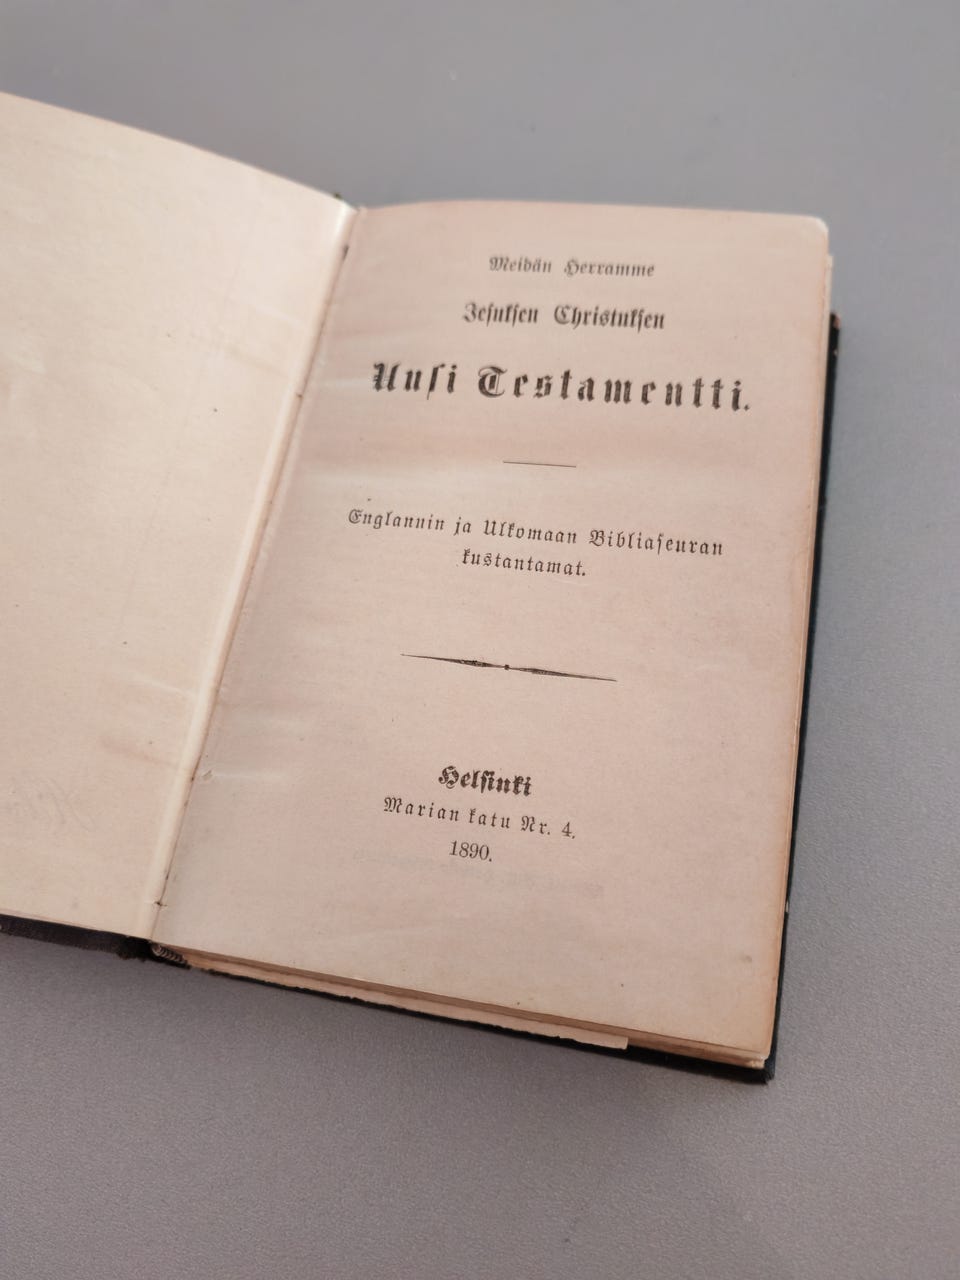 Meidän Herramme
Jesuksen Christuksen
Uusi Testamentti.
Englannin ja Ulkomaan Bibliaseuran
kustantamat.
Helsinki
Marian katu Nr. 4.
1890.